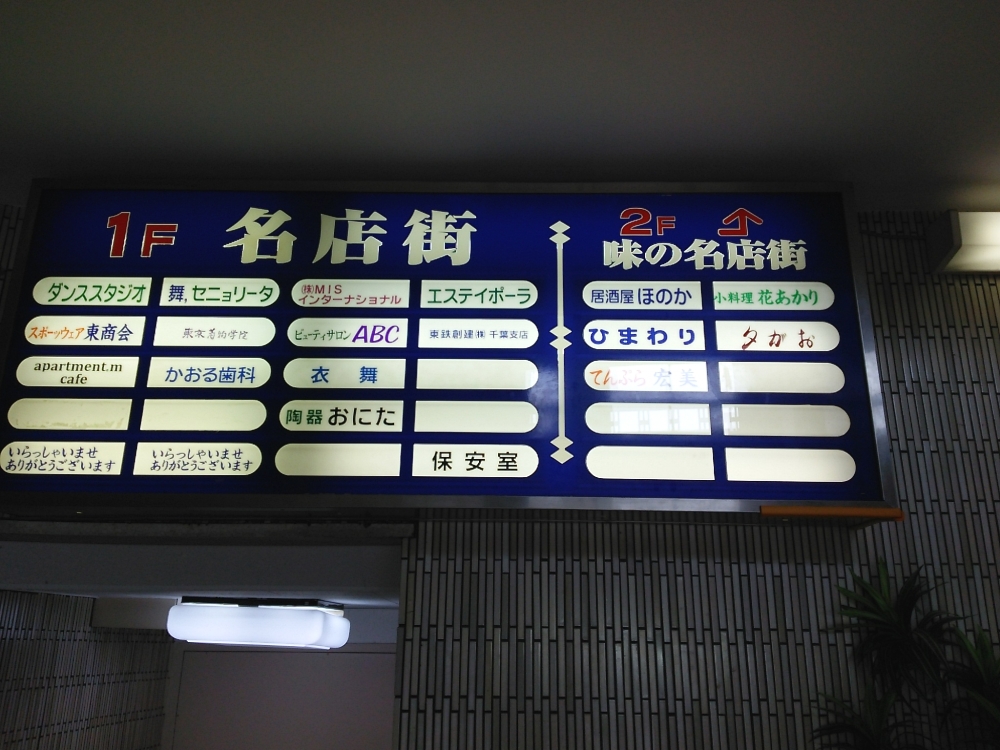 1F 名店街
ダンススタジオ 舞,セニョリータ
㈱MIS
インターナショナル
エステイポーラ
スポーツウェア 東商会
ビューティサロン ABC
東鉄創建㈱ 千葉支店
apartment.m
cafe
かおる歯科
衣 舞
陶器 おにた
いらっしゃいませ
ありがとうございます
いらっしゃいませ
ありがとうございます
保安室
2F
味の名店街
居酒屋 ほのか
小料理 花あかり
ひまわり
夕がお
てんぷら 宏美